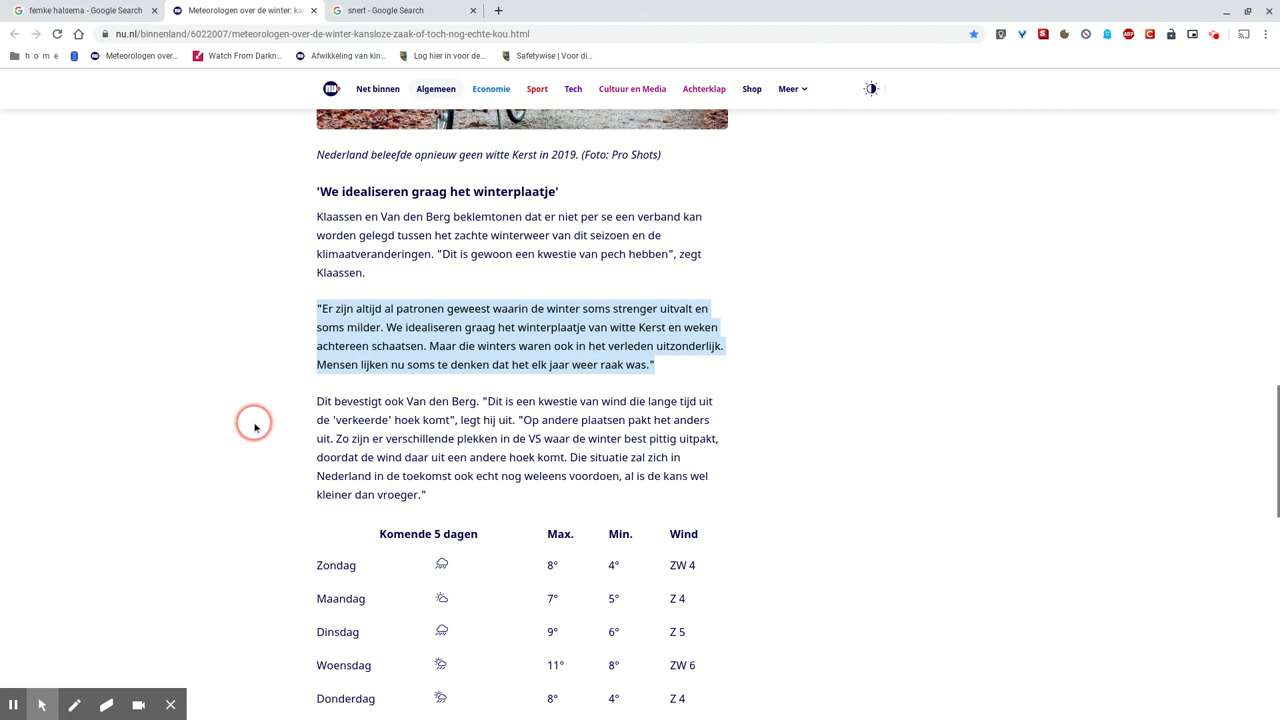 femke halsema - Google Search
Meteorologen over de winter: ka
snert - Google Search
nu.nl/binnenland/6022007/meteorologen-over-de-winter-kansloze-zaak-of-toch-nog-echte-kou.html
h o m e
Meteorologen over...
Watch From Darkn...
Afwikkeling van kin...
Log hier in voor de...
Safetywise | Voor di...
NU
Net binnen
Algemeen
Economie
Sport
Tech
Cultuur en Media
Achterklap
Shop
Meer
Nederland beleefde opnieuw geen witte Kerst in 2019. (Foto: Pro Shots)
'We idealiseren graag het winterplaatje'
Klaassen en Van den Berg beklemtonen dat er niet per se een verband kan
worden gelegd tussen het zachte winterweer van dit seizoen en de
klimaatveranderingen. "Dit is gewoon een kwestie van pech hebben", zegt
Klaassen.
"Er zijn altijd al patronen geweest waarin de winter soms strenger uitvalt en
soms milder. We idealiseren graag het winterplaatje van witte Kerst en weken
achtereen schaatsen. Maar die winters waren ook in het verleden uitzonderlijk.
Mensen lijken nu soms te denken dat het elk jaar weer raak was."
Dit bevestigt ook Van den Berg. "Dit is een kwestie van wind die lange tijd uit
de 'verkeerde' hoek komt", legt hij uit. "Op andere plaatsen pakt het anders
uit. Zo zijn er verschillende plekken in de VS waar de winter best pittig uitpakt,
doordat de wind daar uit een andere hoek komt. Die situatie zal zich in
Nederland in de toekomst ook echt nog weleens voordoen, al is de kans wel
kleiner dan vroeger."
Komende 5 dagen Max. Min. Wind
Zondag 8° 4° ZW 4
Maandag 7° 5° Z 4
Dinsdag 9° 6° Z 5
Woensdag 11° 8° ZW 6
Donderdag 8° 4° Z 4